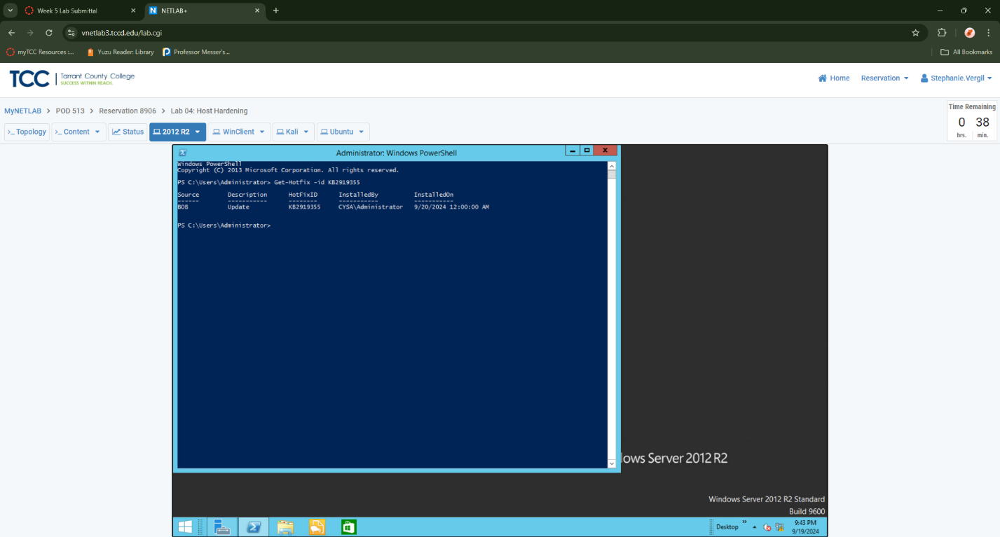 Week 5 Lab Submittal
NETLAB+
vnetlab3.tccd.edu/lab.cgi
myTCC Resources :...
Yuzu Reader: Library
Professor Messer's...
All Bookmarks
TCC
Tarrant County College
SUCCESS WITHIN REACH.
Home
Reservation
Stephanie.Vergil
MyNETLAB > POD 513 > Reservation 8906 > Lab 04: Host Hardening
Time Remaining
0 38
hrs. min.
>_ Topology
>_ Content
Status
2012 R2
WinClient
Kali
Ubuntu
Administrator: Windows PowerShell
Windows PowerShell
Copyright (C) 2013 Microsoft Corporation. All rights reserved.
PS C:\Users\Administrator> Get-Hotfix -id KB2919355
Source Description HotFixID InstalledBy InstalledOn
------ ----------- -------- ----------- -----------
BOB Update KB2919355 CYSA\Administrator 9/20/2024 12:00:00 AM
PS C:\Users\Administrator>
lows Server 2012 R2
Windows Server 2012 R2 Standard
Build 9600
Desktop
9:43 PM
9/19/2024